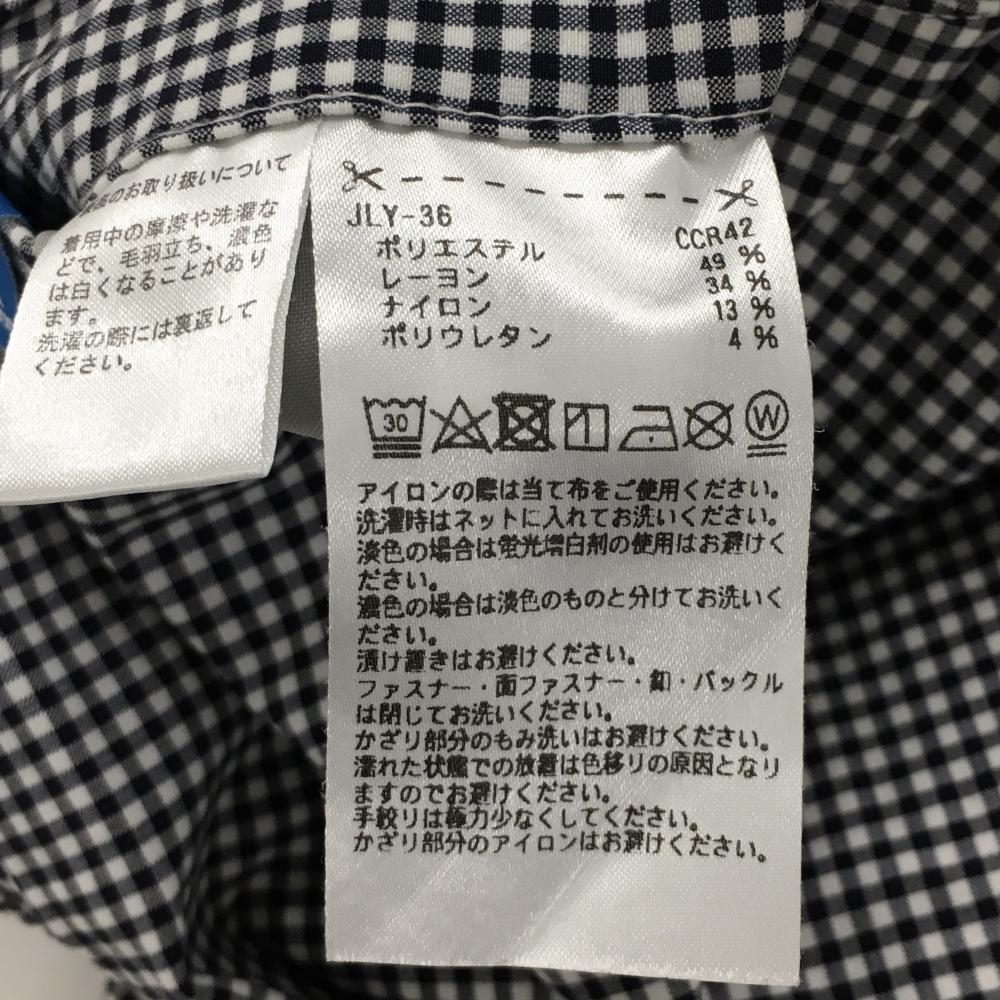 品のお取り扱いについて
着用中の摩擦や洗濯な
どで、毛羽立ち、濃色
は白くなることがあり
ます。
洗濯の際には裏返して
ください。
JLY-36 CCR42
ポリエステル 49 %
レーヨン 34 %
ナイロン 13 %
ポリウレタン 4 %
30 W
アイロンの際は当て布をご使用ください。
洗濯時はネットに入れてお洗いください。
淡色の場合は蛍光増白剤の使用はお避けく
ださい。
濃色の場合は淡色のものと分けてお洗いく
ださい。
漬け置きはお避けください。
ファスナー・面ファスナー・釦・バックル
は閉じてお洗いください。
かざり部分のもみ洗いはお避けください。
濡れた状態での放置は色移りの原因となり
ますのでお避けください。
手絞りは極力少なくしてください。
かざり部分のアイロンはお避けください。